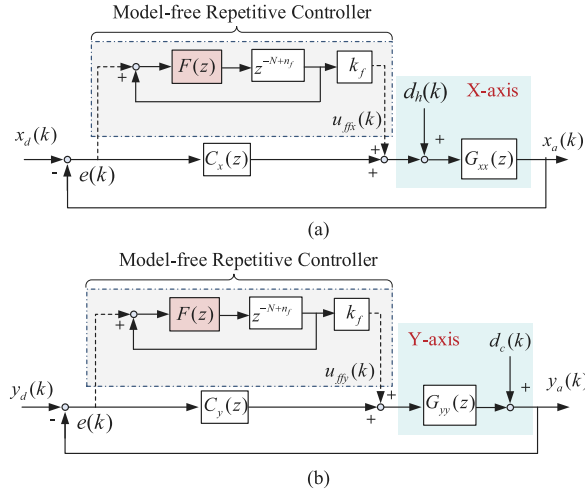 Model-free Repetitive Controller
+ F(z) z^{-N+n_f} k_f
X-axis
d_h(k)
u_{ffx}(k)
x_d(k) C_x(z) + + + G_{xx}(z) x_a(k)
- e(k)
(a)
Model-free Repetitive Controller
+ F(z) z^{-N+n_f} k_f
Y-axis d_c(k)
u_{ffy}(k)
y_d(k) C_y(z) + + G_{yy}(z) + y_a(k)
- e(k)
(b)